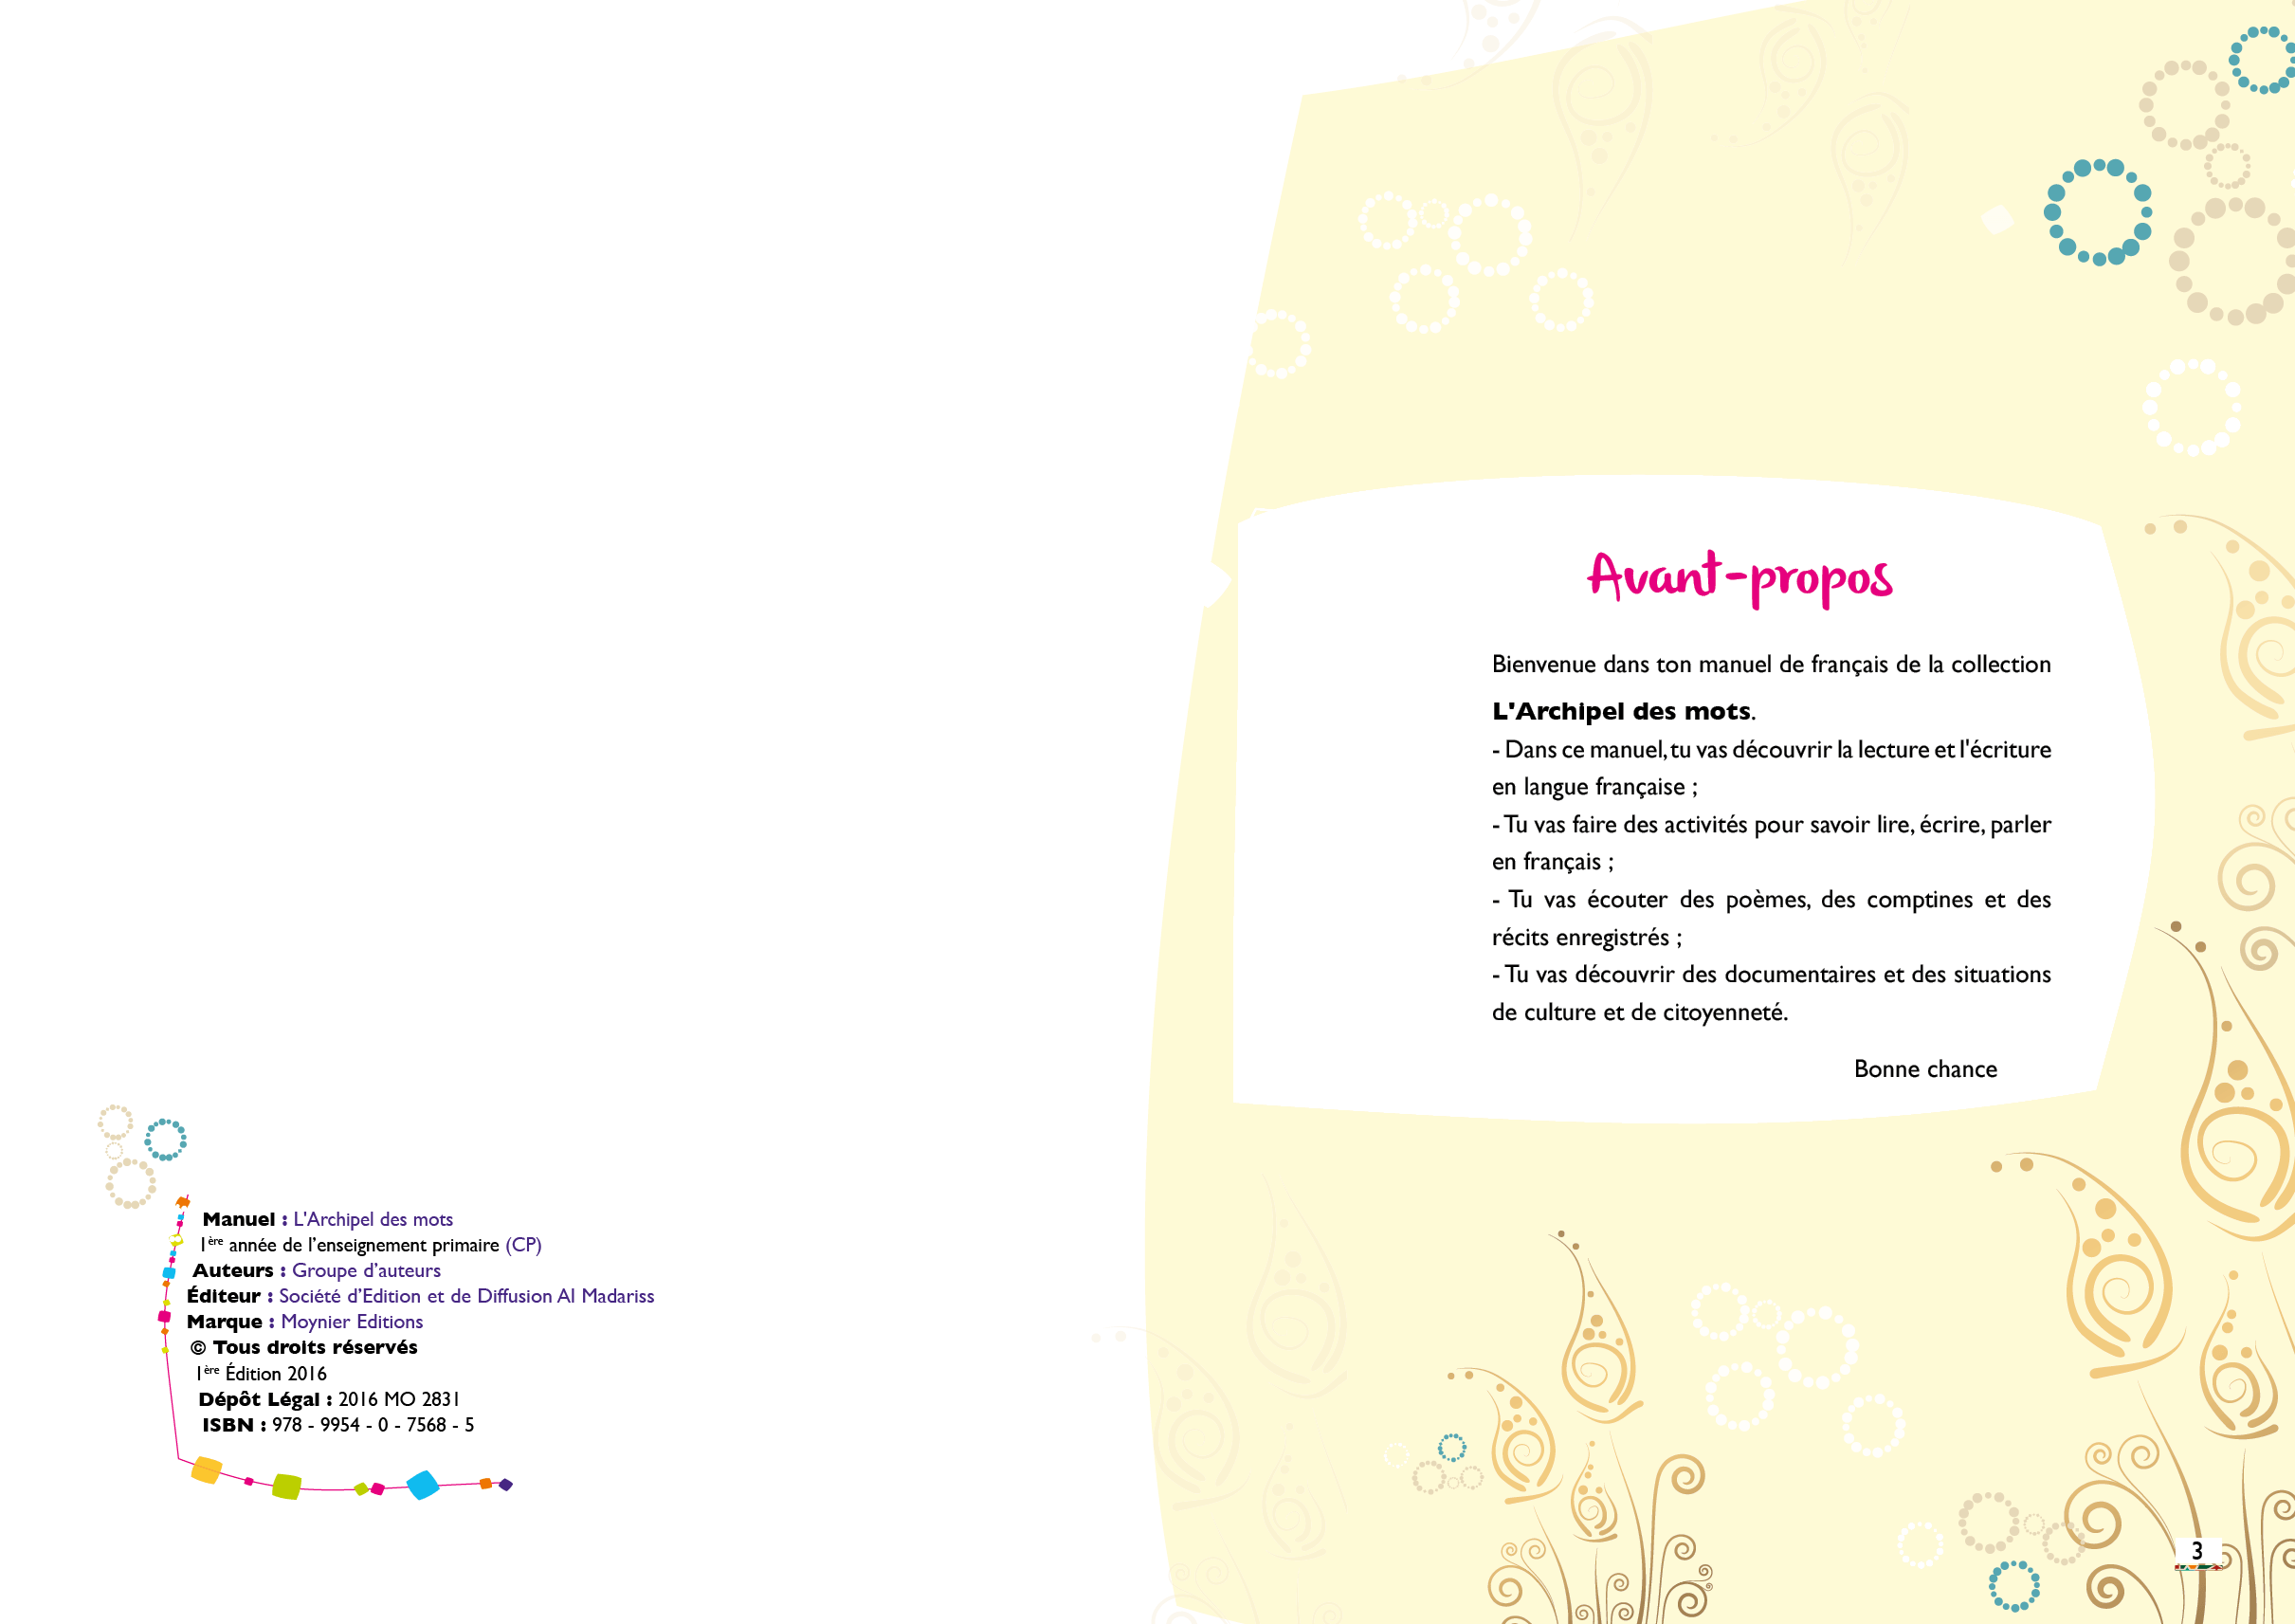 Manuel : L'Archipel des mots
1ère année de l'enseignement primaire (CP)
Auteurs : Groupe d'auteurs
Éditeur : Société d'Edition et de Diffusion Al Madariss
Marque : Moynier Editions
© Tous droits réservés
1ère Édition 2016
Dépôt Légal : 2016 MO 2831
ISBN : 978 - 9954 - 0 - 7568 - 5
Avant-propos
Bienvenue dans ton manuel de français de la collection
L'Archipel des mots.
- Dans ce manuel, tu vas découvrir la lecture et l'écriture
en langue française ;
- Tu vas faire des activités pour savoir lire, écrire, parler
en français ;
- Tu vas écouter des poèmes, des comptines et des
récits enregistrés ;
- Tu vas découvrir des documentaires et des situations
de culture et de citoyenneté.
Bonne chance
3